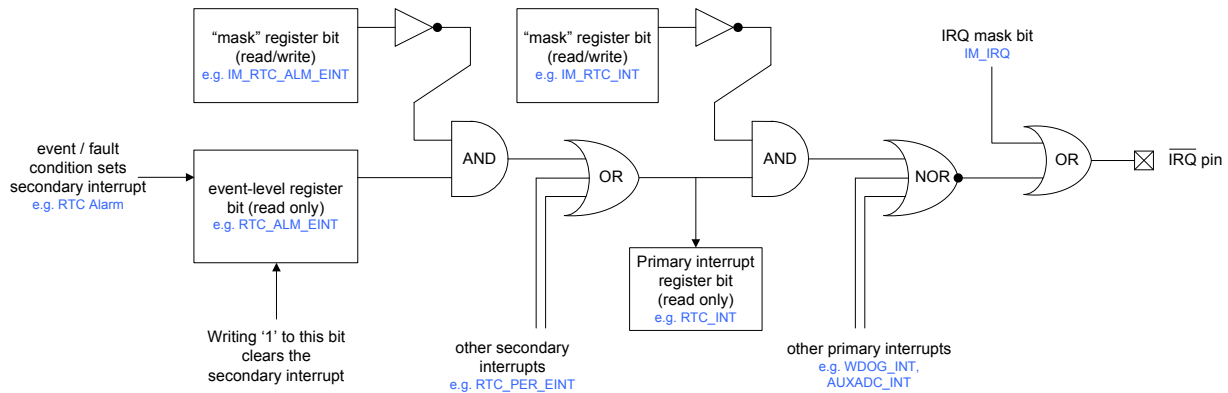 “mask” register bit
(read/write)
e.g. IM_RTC_ALM_EINT
“mask” register bit
(read/write)
e.g. IM_RTC_INT
IRQ mask bit
IM_IRQ
event / fault
condition sets
secondary interrupt
e.g. RTC Alarm
event-level register
bit (read only)
e.g. RTC_ALM_EINT
AND
OR
AND
NOR
OR
IRQ pin
Primary interrupt
register bit
(read only)
e.g. RTC_INT
Writing ‘1’ to this bit
clears the
secondary interrupt
other secondary
interrupts
e.g. RTC_PER_EINT
other primary interrupts
e.g. WDOG_INT,
AUXADC_INT